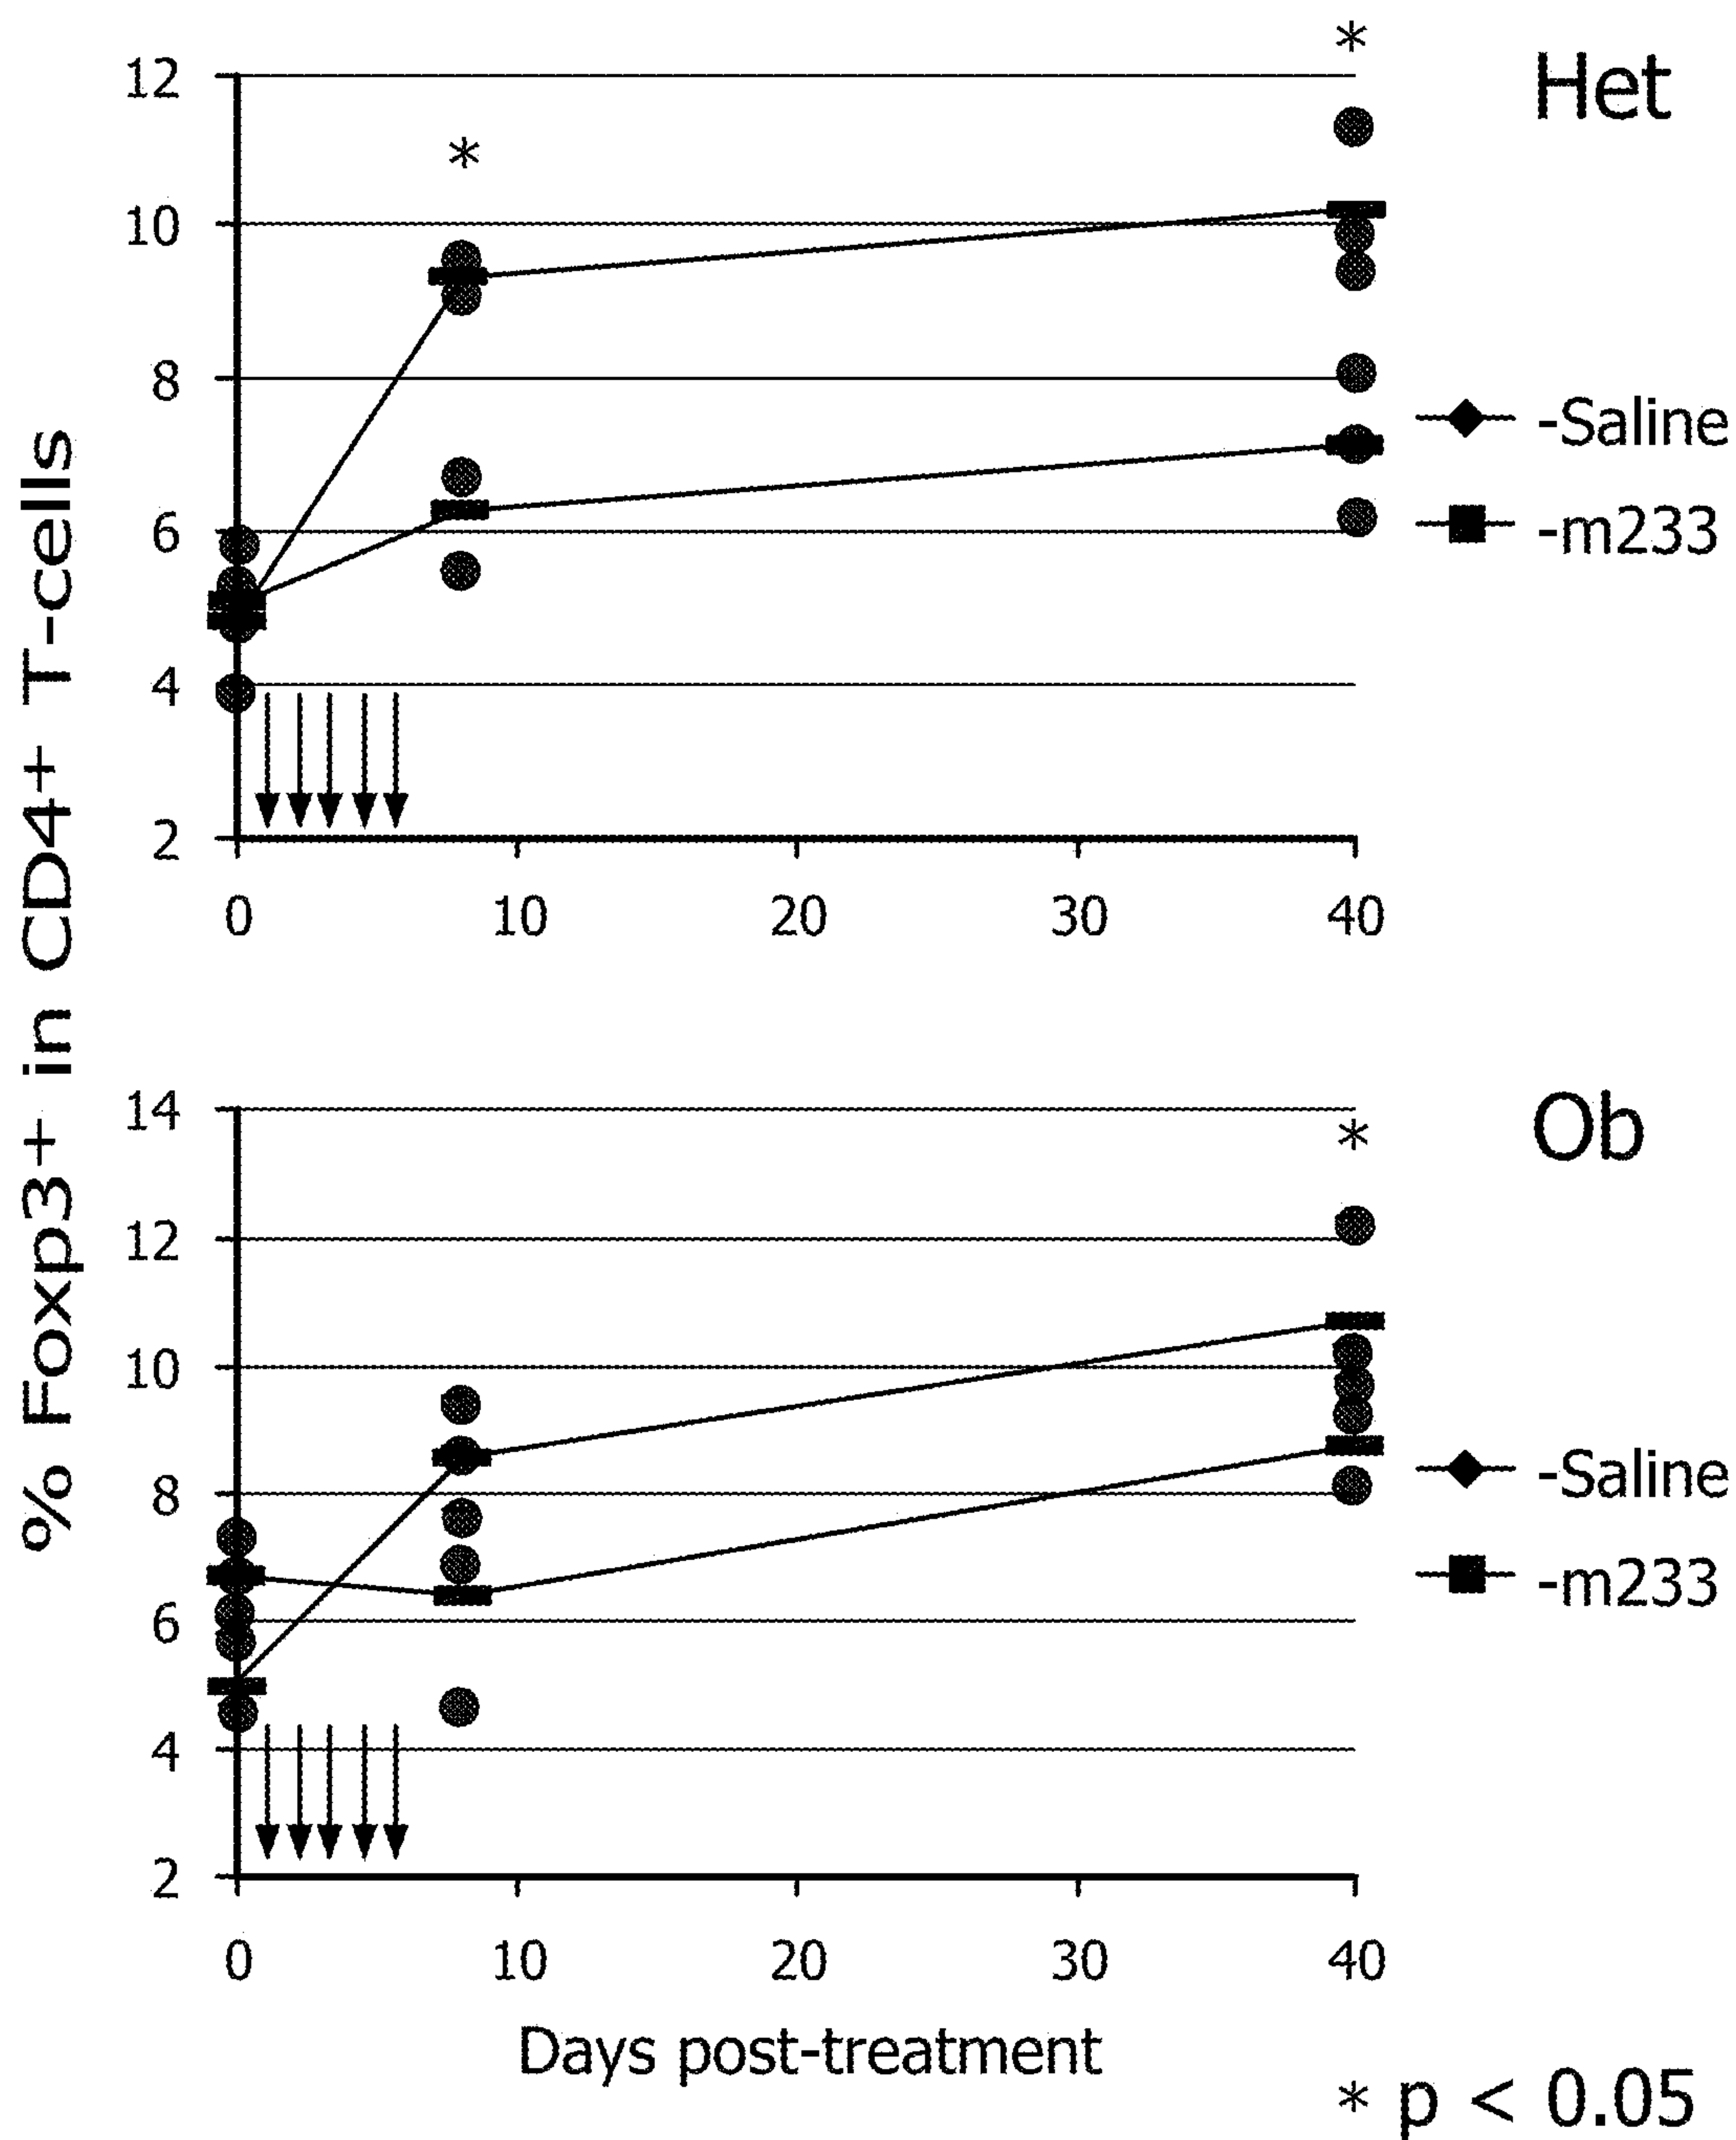 % Foxp3+ in CD4+ T-cells
*
Het
12
*
10
8
-Saline
6
-m233
4
2
0 10 20 30 40
14
Ob
*
12
10
8
-Saline
6
-m233
4
2
0 10 20 30 40
Days post-treatment
* p < 0.05